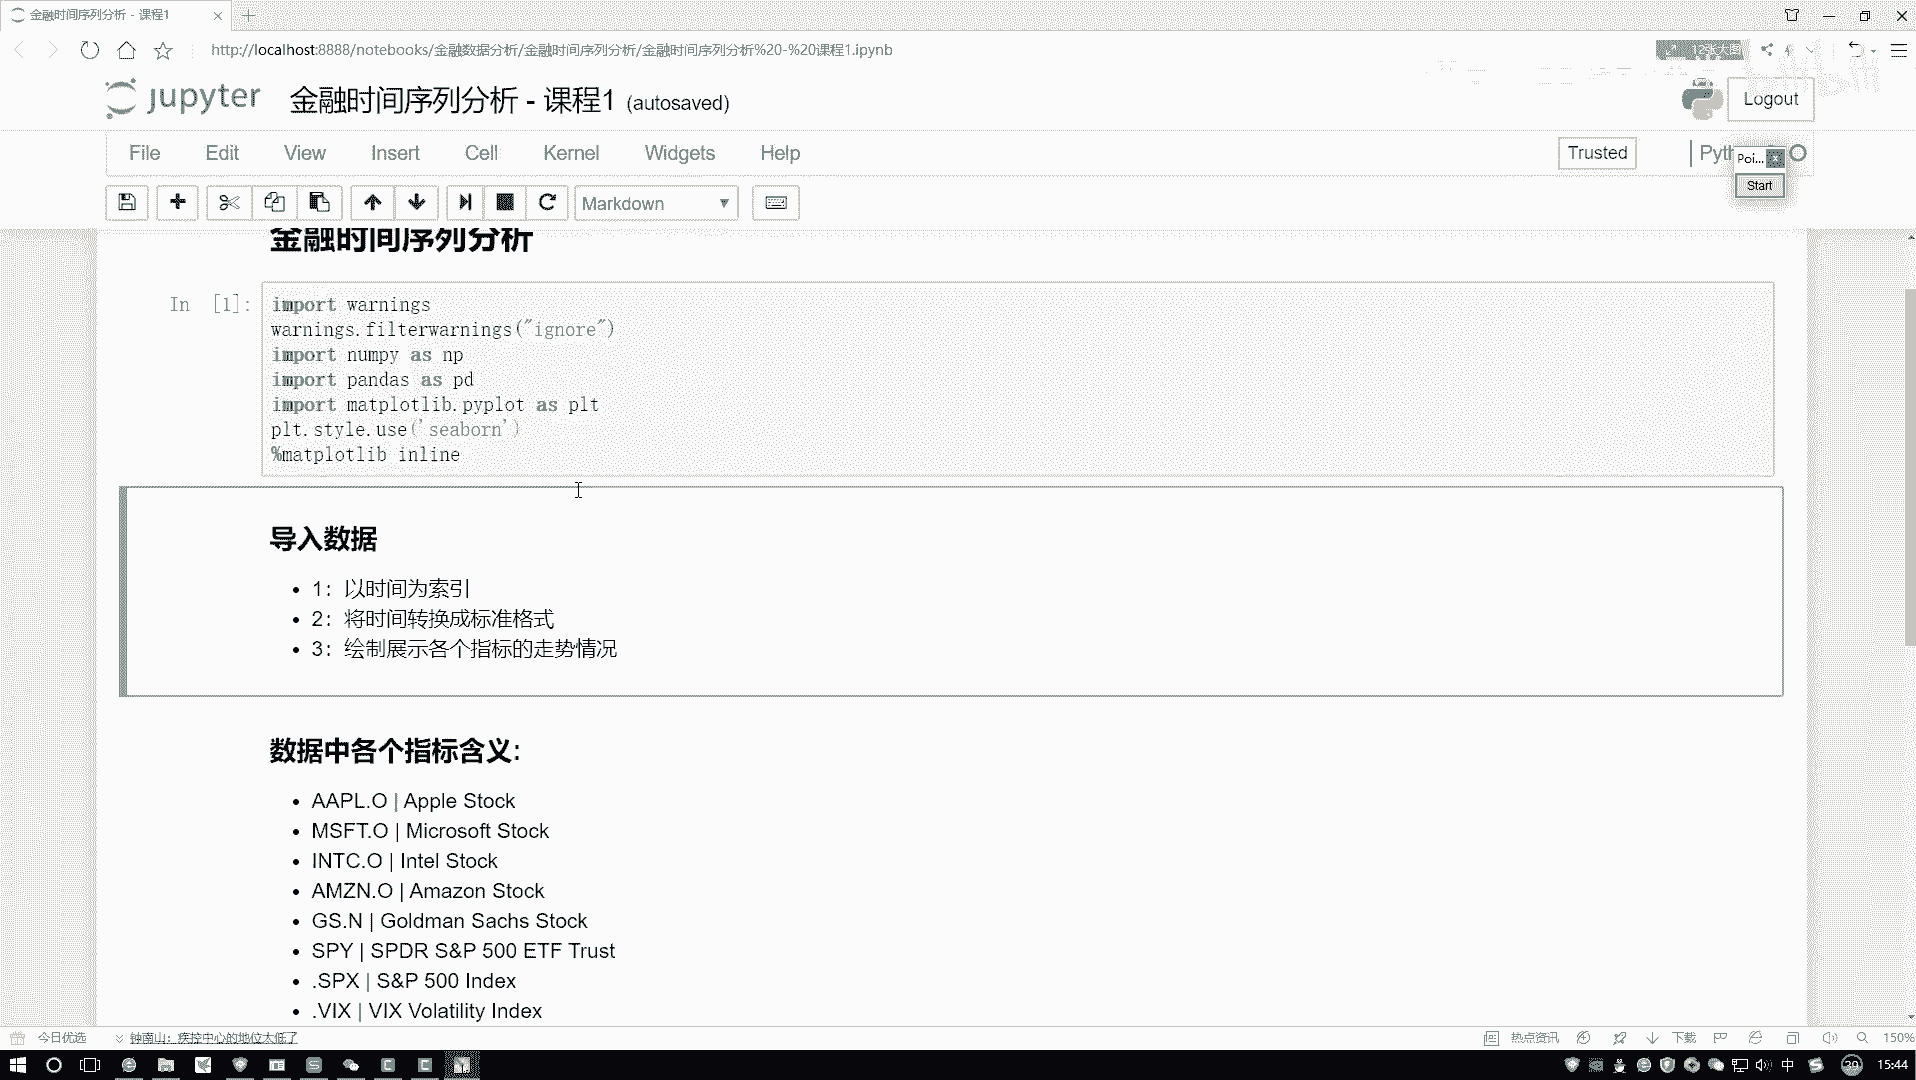 金融时间序列分析 - 课程1
http://localhost:8888/notebooks/金融数据分析/金融时间序列分析/金融时间序列分析%20-%20课程1.ipynb
12张大图
jupyter
金融时间序列分析 - 课程1 (autosaved)
Logout
File Edit View Insert Cell Kernel Widgets Help
Trusted
Pyth
Poi...
Start
Markdown
金融时间序列分析
In [1]:
import warnings
warnings.filterwarnings("ignore")
import numpy as np
import pandas as pd
import matplotlib.pyplot as plt
plt.style.use('seaborn')
%matplotlib inline
导入数据
1：以时间为索引
2：将时间转换成标准格式
3：绘制展示各个指标的走势情况
数据中各个指标含义:
AAPL.O | Apple Stock
MSFT.O | Microsoft Stock
INTC.O | Intel Stock
AMZN.O | Amazon Stock
GS.N | Goldman Sachs Stock
SPY | SPDR S&P 500 ETF Trust
.SPX | S&P 500 Index
.VIX | VIX Volatility Index
今日优选
钟南山：疾控中心的地位太低了
热点资讯
下载
150%
中
15:44